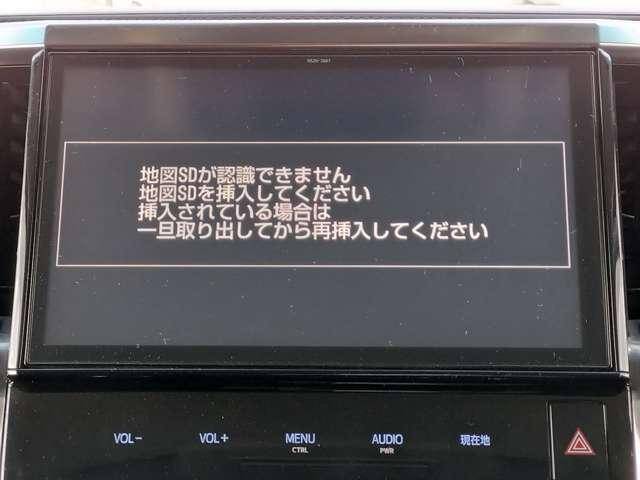 地図SDが認識できません
地図SDを挿入してください
挿入されている場合は
一旦取り出してから再挿入してください
VOL− VOL+ MENU AUDIO 現在地
CTRL PWR